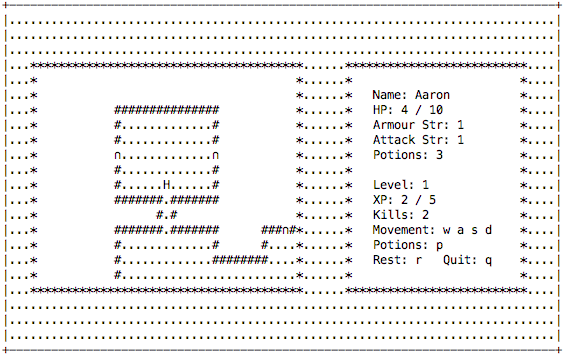 Name: Aaron
HP: 4 / 10
Armour Str: 1
Attack Str: 1
Potions: 3
Level: 1
XP: 2 / 5
Kills: 2
Movement: w a s d
Potions: p
Rest: r   Quit: q
H